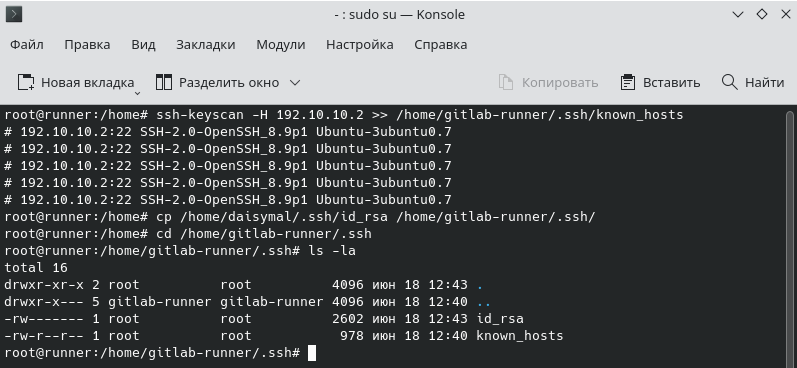 - : sudo su — Konsole
Файл Правка Вид Закладки Модули Настройка Справка
Новая вкладка Разделить окно Копировать Вставить Найти
root@runner:/home# ssh-keyscan -H 192.10.10.2 >> /home/gitlab-runner/.ssh/known_hosts
# 192.10.10.2:22 SSH-2.0-OpenSSH_8.9p1 Ubuntu-3ubuntu0.7
# 192.10.10.2:22 SSH-2.0-OpenSSH_8.9p1 Ubuntu-3ubuntu0.7
# 192.10.10.2:22 SSH-2.0-OpenSSH_8.9p1 Ubuntu-3ubuntu0.7
# 192.10.10.2:22 SSH-2.0-OpenSSH_8.9p1 Ubuntu-3ubuntu0.7
# 192.10.10.2:22 SSH-2.0-OpenSSH_8.9p1 Ubuntu-3ubuntu0.7
root@runner:/home# cp /home/daisymal/.ssh/id_rsa /home/gitlab-runner/.ssh/
root@runner:/home# cd /home/gitlab-runner/.ssh
root@runner:/home/gitlab-runner/.ssh# ls -la
total 16
drwxr-xr-x 2 root          root          4096 июн 18 12:43 .
drwxr-x--- 5 gitlab-runner gitlab-runner 4096 июн 18 12:40 ..
-rw------- 1 root          root          2602 июн 18 12:43 id_rsa
-rw-r--r-- 1 root          root           978 июн 18 12:40 known_hosts
root@runner:/home/gitlab-runner/.ssh#